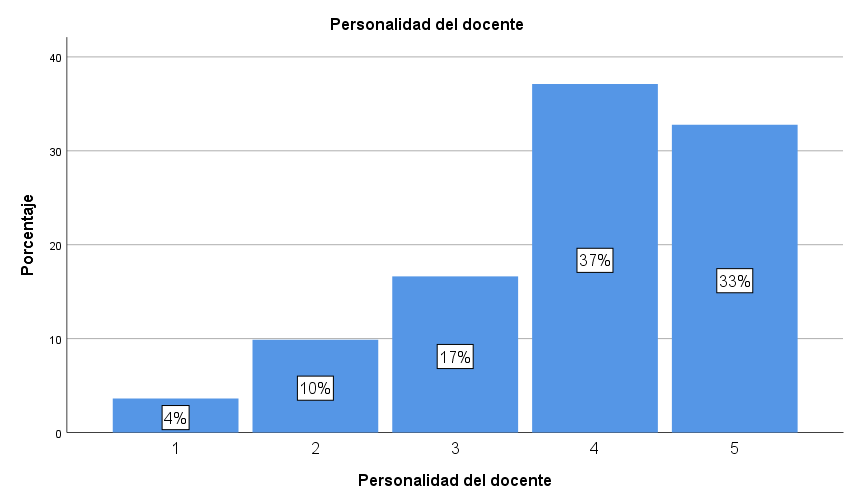 Personalidad del docente
Porcentaje
40
30
20
10
0
4%
10%
17%
37%
33%
1 2 3 4 5
Personalidad del docente